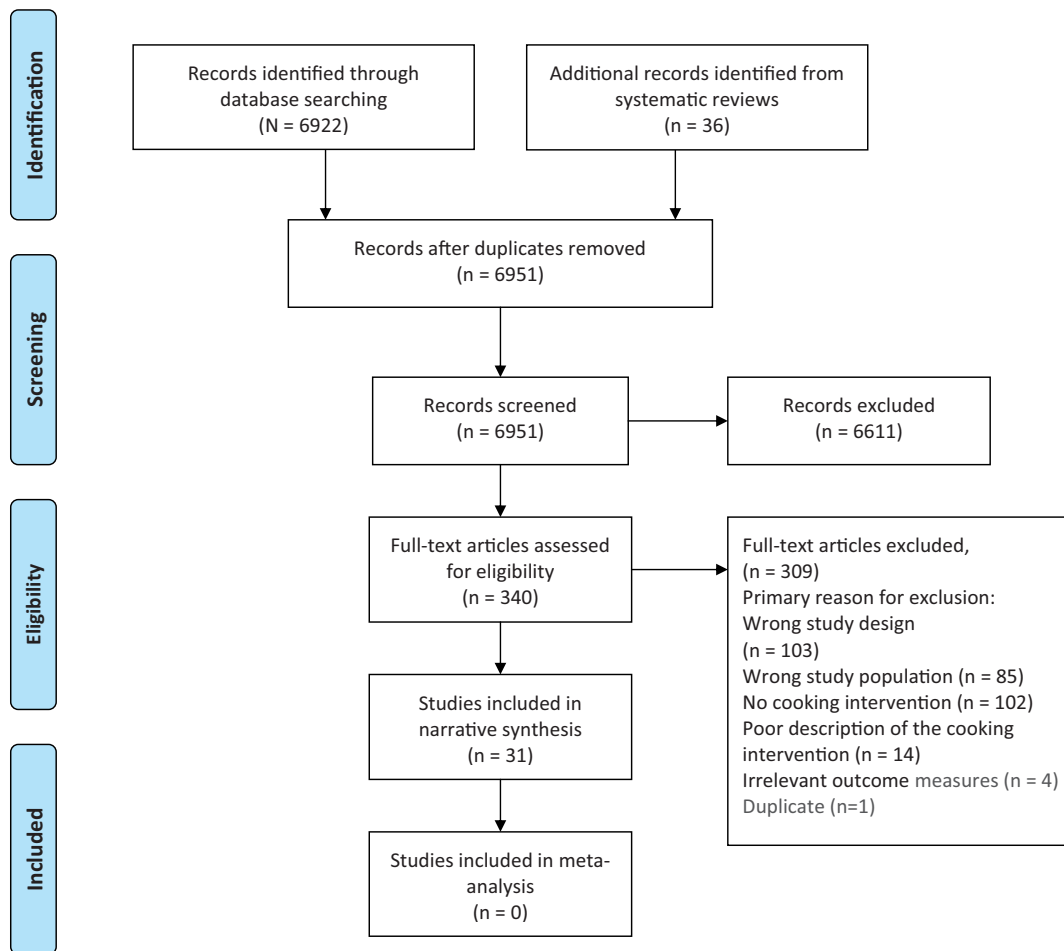 Identification
Records identified through
database searching
(N = 6922)
Additional records identified from
systematic reviews
(n = 36)
Records after duplicates removed
(n = 6951)
Screening
Records screened
(n = 6951)
Records excluded
(n = 6611)
Eligibility
Full-text articles assessed
for eligibility
(n = 340)
Full-text articles excluded,
(n = 309)
Primary reason for exclusion:
Wrong study design
(n = 103)
Wrong study population (n = 85)
No cooking intervention (n = 102)
Poor description of the cooking
intervention (n = 14)
Irrelevant outcome measures (n = 4)
Duplicate (n=1)
Studies included in
narrative synthesis
(n = 31)
Included
Studies included in meta-
analysis
(n = 0)